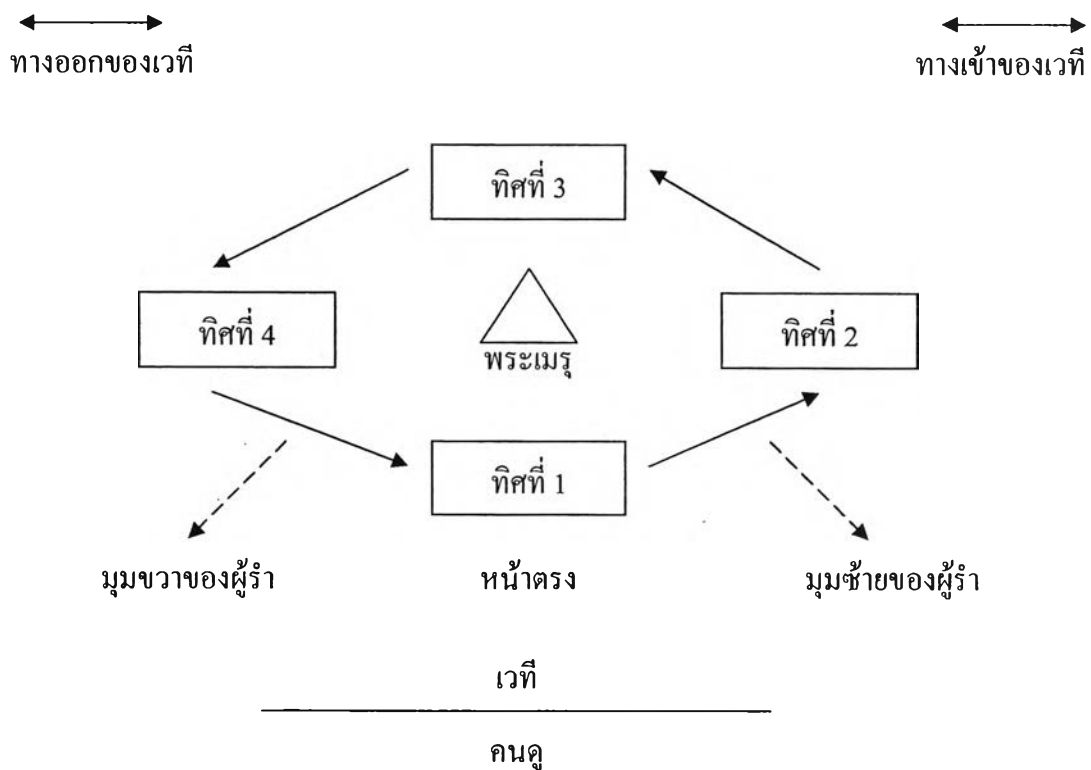 ทางออกของเวที
ทางเข้าของเวที
ทิศที่ 3
ทิศที่ 4
ทิศที่ 2
พระเมรุ
ทิศที่ 1
มุมขวาของผู้รำ
หน้าตรง
มุมซ้ายของผู้รำ
เวที
คนดู